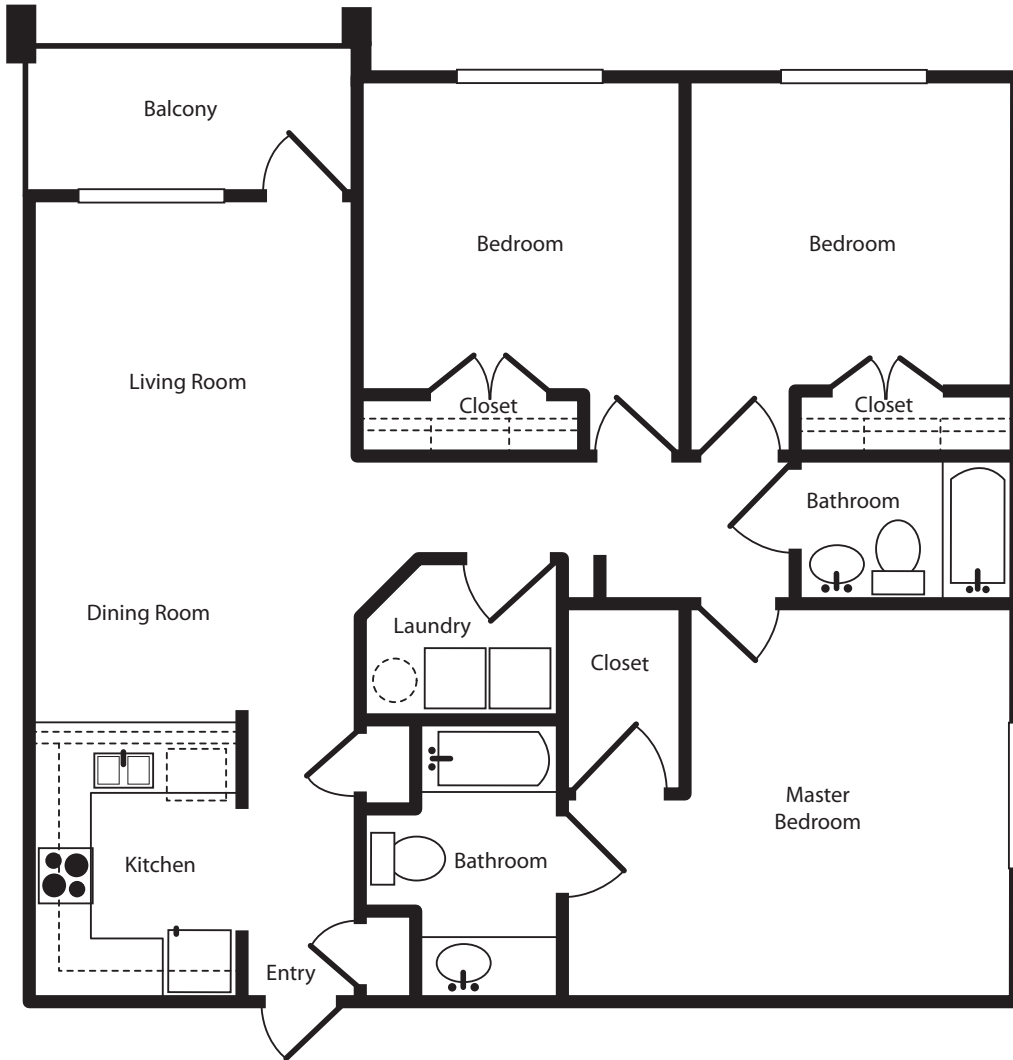 Balcony
Bedroom
Bedroom
Living Room
Closet
Closet
Bathroom
Dining Room
Laundry
Closet
Master
Bedroom
Kitchen
Bathroom
Entry